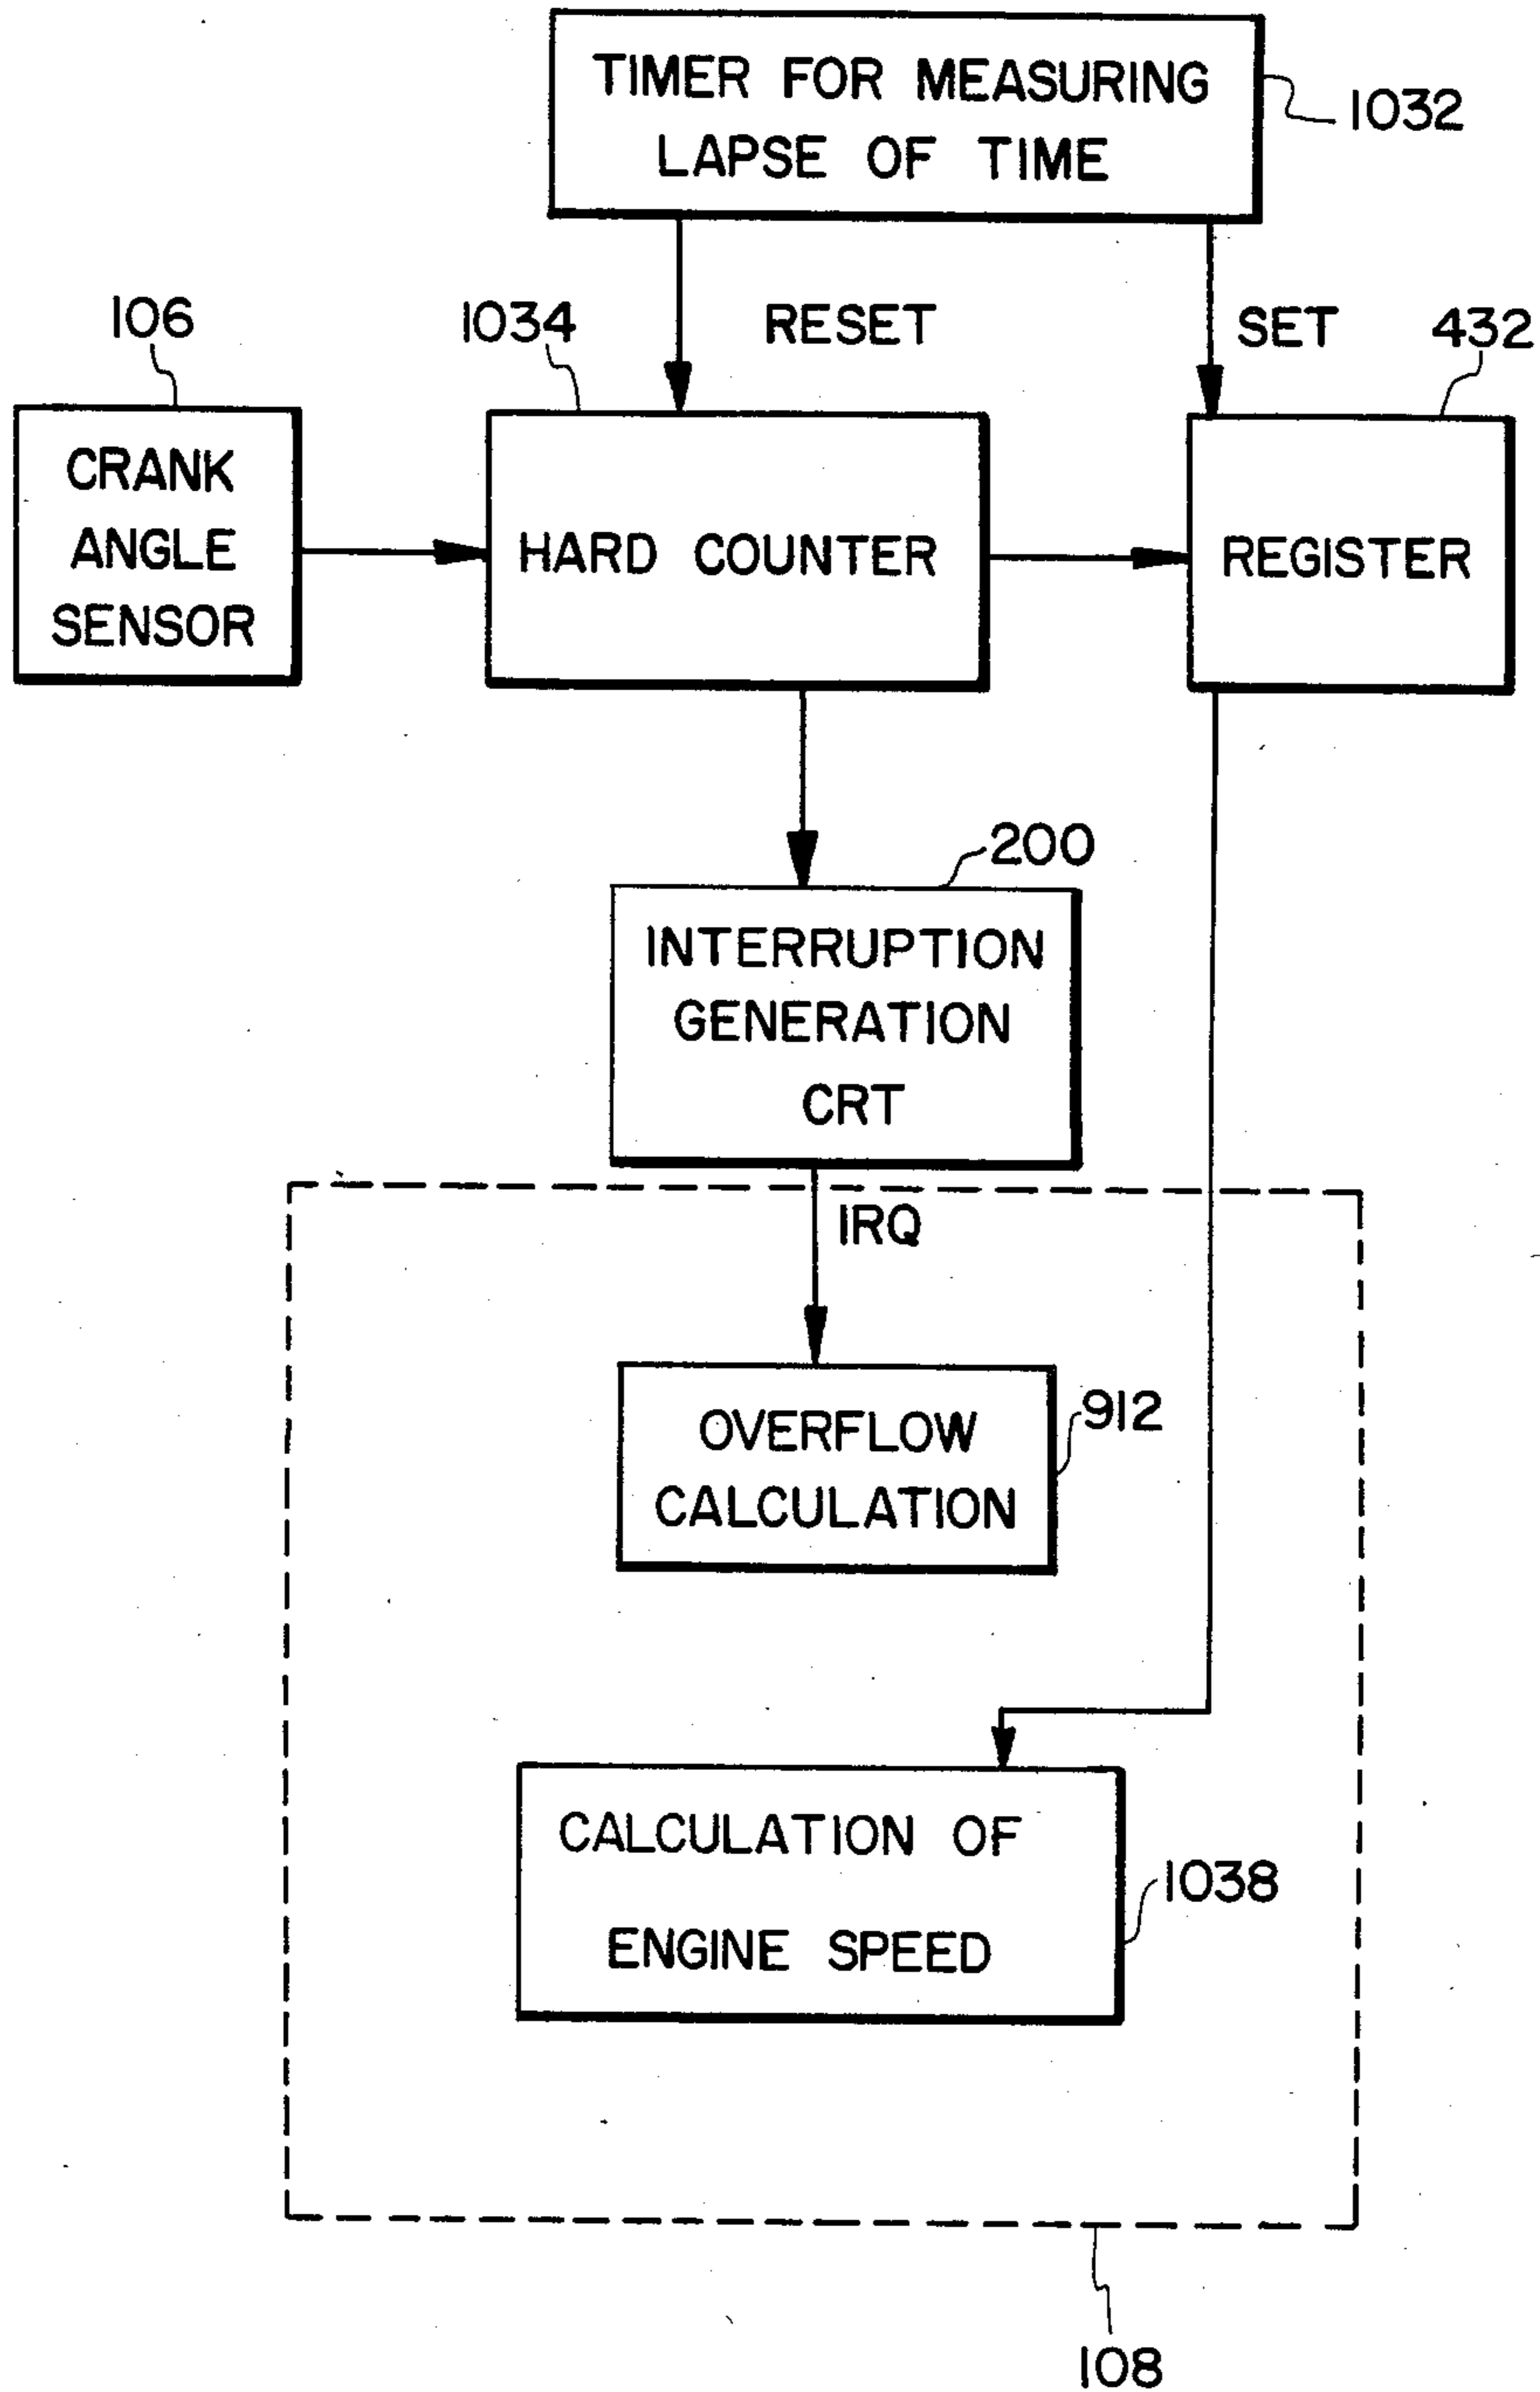 TIMER FOR MEASURING
LAPSE OF TIME
1032
RESET
SET
106
1034
432
CRANK
ANGLE
SENSOR
HARD COUNTER
REGISTER
200
INTERRUPTION
GENERATION
CRT
IRQ
912
OVERFLOW
CALCULATION
CALCULATION OF
ENGINE SPEED
1038
108